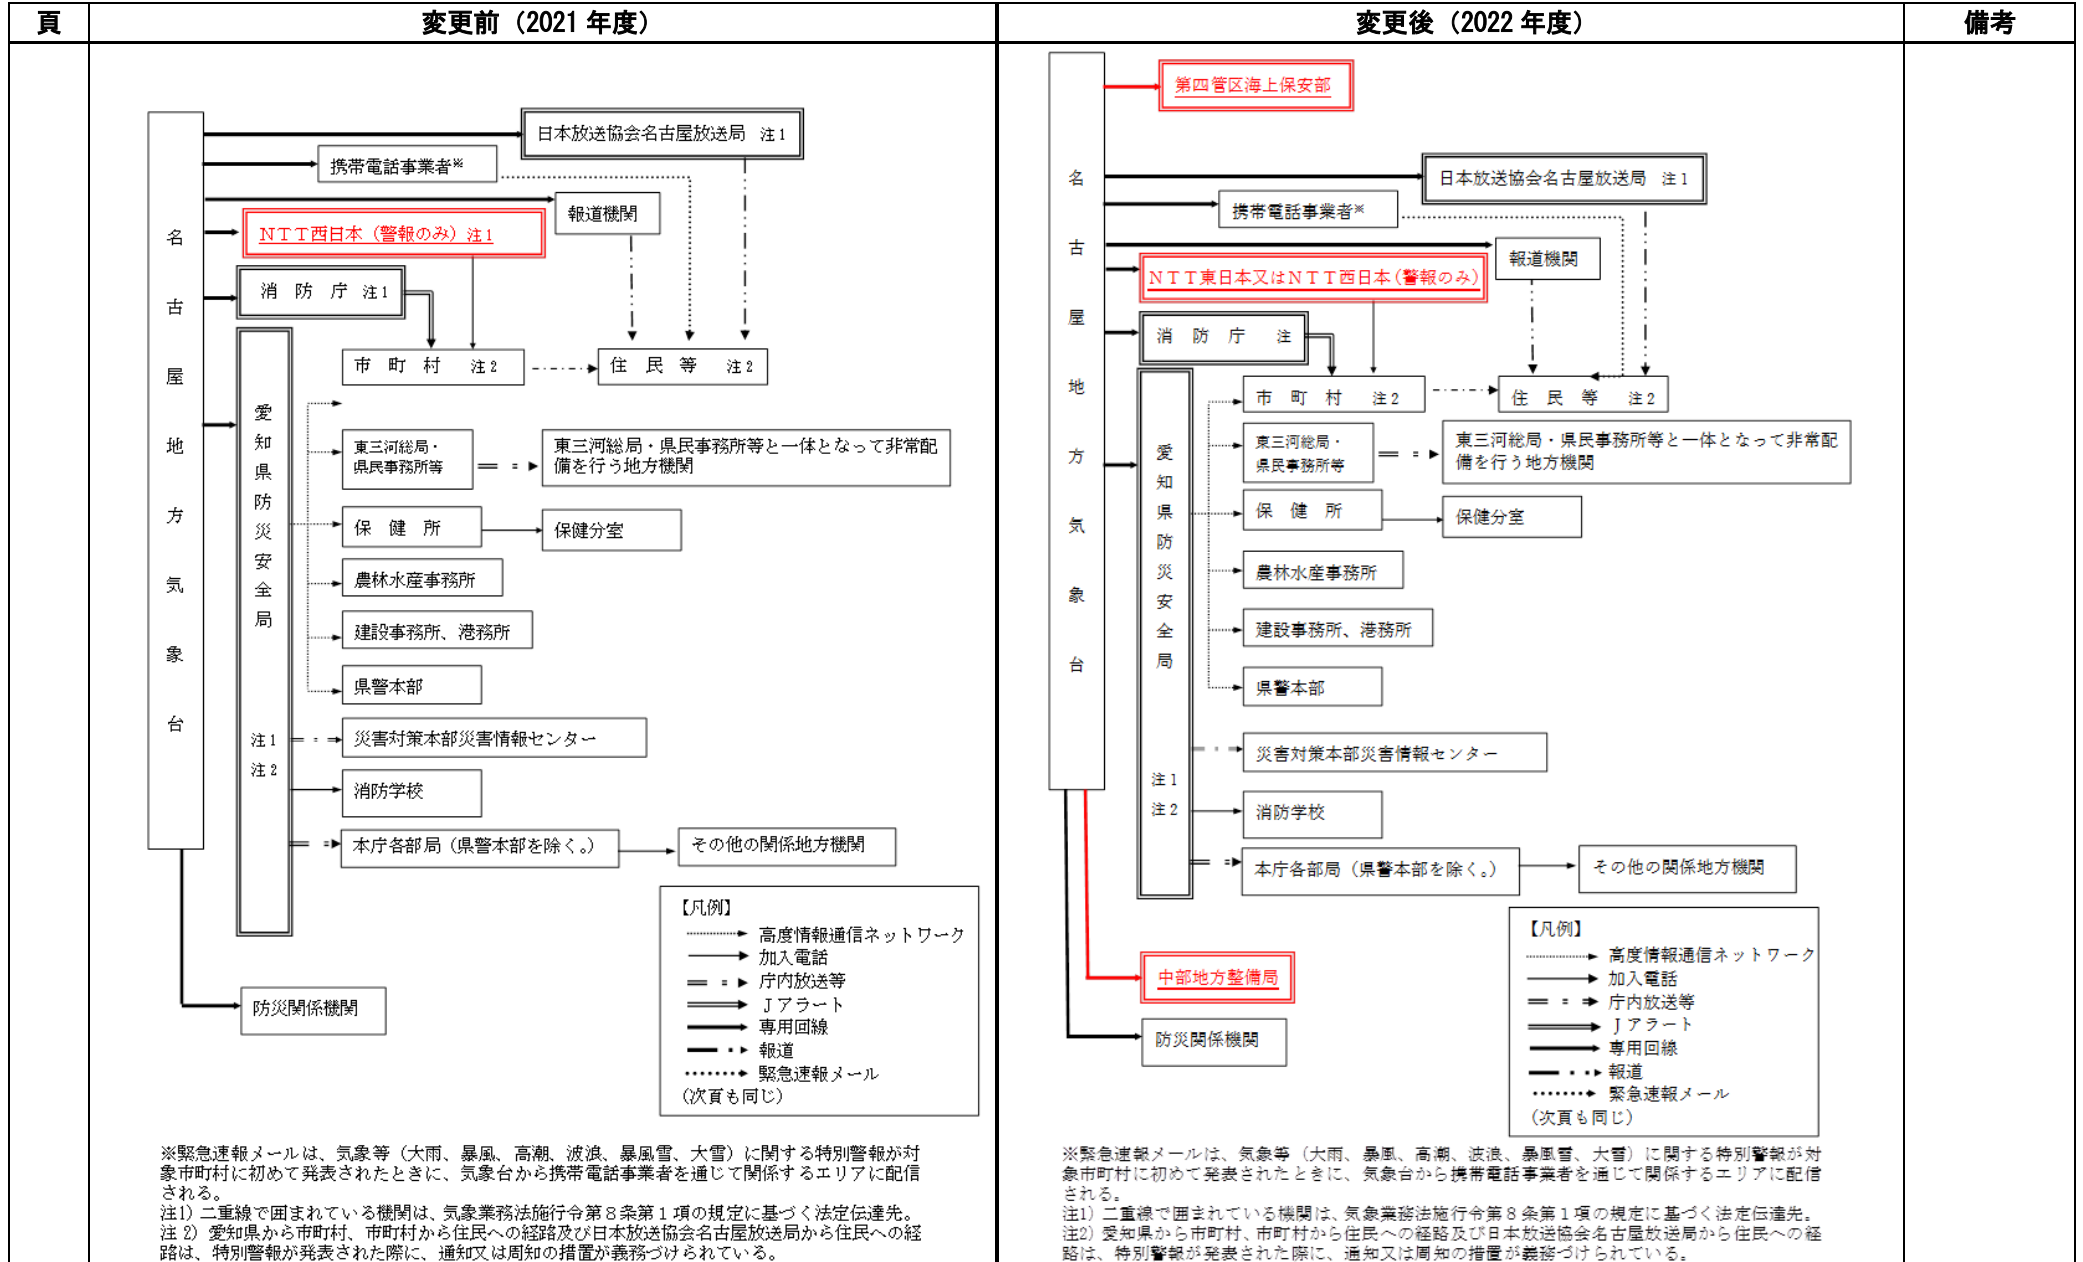 頁
変更前（2021 年度）
変更後（2022 年度）
備考
日本放送協会名古屋放送局　注１
携帯電話事業者※
報道機関
ＮＴＴ西日本（警報のみ）注１
消　防　庁　注１
市　町　村　注２
住　民　等　注２
名古屋地方気象台
愛知県防災安全局
注１
注２
東三河総局・
県民事務所等
東三河総局・県民事務所等と一体となって非常配
備を行う地方機関
保　健　所
保健分室
農林水産事務所
建設事務所、港務所
県警本部
災害対策本部災害情報センター
消防学校
本庁各部局（県警本部を除く。）
その他の関係地方機関
防災関係機関
【凡例】
高度情報通信ネットワーク
加入電話
庁内放送等
Ｊアラート
専用回線
報道
緊急速報メール
（次頁も同じ）
※緊急速報メールは、気象等（大雨、暴風、高潮、波浪、暴風雪、大雪）に関する特別警報が対
象市町村に初めて発表されたときに、気象台から携帯電話事業者を通じて関係するエリアに配信
される。
注1）二重線で囲まれている機関は、気象業務法施行令第８条第１項の規定に基づく法定伝達先。
注 2）愛知県から市町村、市町村から住民への経路及び日本放送協会名古屋放送局から住民への経
路は、特別警報が発表された際に、通知又は周知の措置が義務づけられている。
第四管区海上保安部
日本放送協会名古屋放送局　注１
携帯電話事業者※
報道機関
ＮＴＴ東日本又はＮＴＴ西日本（警報のみ）
消　防　庁　注
市　町　村　注２
住　民　等　注２
名古屋地方気象台
愛知県防災安全局
注１
注２
東三河総局・
県民事務所等
東三河総局・県民事務所等と一体となって非常配
備を行う地方機関
保　健　所
保健分室
農林水産事務所
建設事務所、港務所
県警本部
災害対策本部災害情報センター
消防学校
本庁各部局（県警本部を除く。）
その他の関係地方機関
中部地方整備局
防災関係機関
【凡例】
高度情報通信ネットワーク
加入電話
庁内放送等
Ｊアラート
専用回線
報道
緊急速報メール
（次頁も同じ）
※緊急速報メールは、気象等（大雨、暴風、高潮、波浪、暴風雪、大雪）に関する特別警報が対
象市町村に初めて発表されたときに、気象台から携帯電話事業者を通じて関係するエリアに配信
される。
注1）二重線で囲まれている機関は、気象業務法施行令第８条第１項の規定に基づく法定伝達先。
注2）愛知県から市町村、市町村から住民への経路及び日本放送協会名古屋放送局から住民への経
路は、特別警報が発表された際に、通知又は周知の措置が義務づけられている。